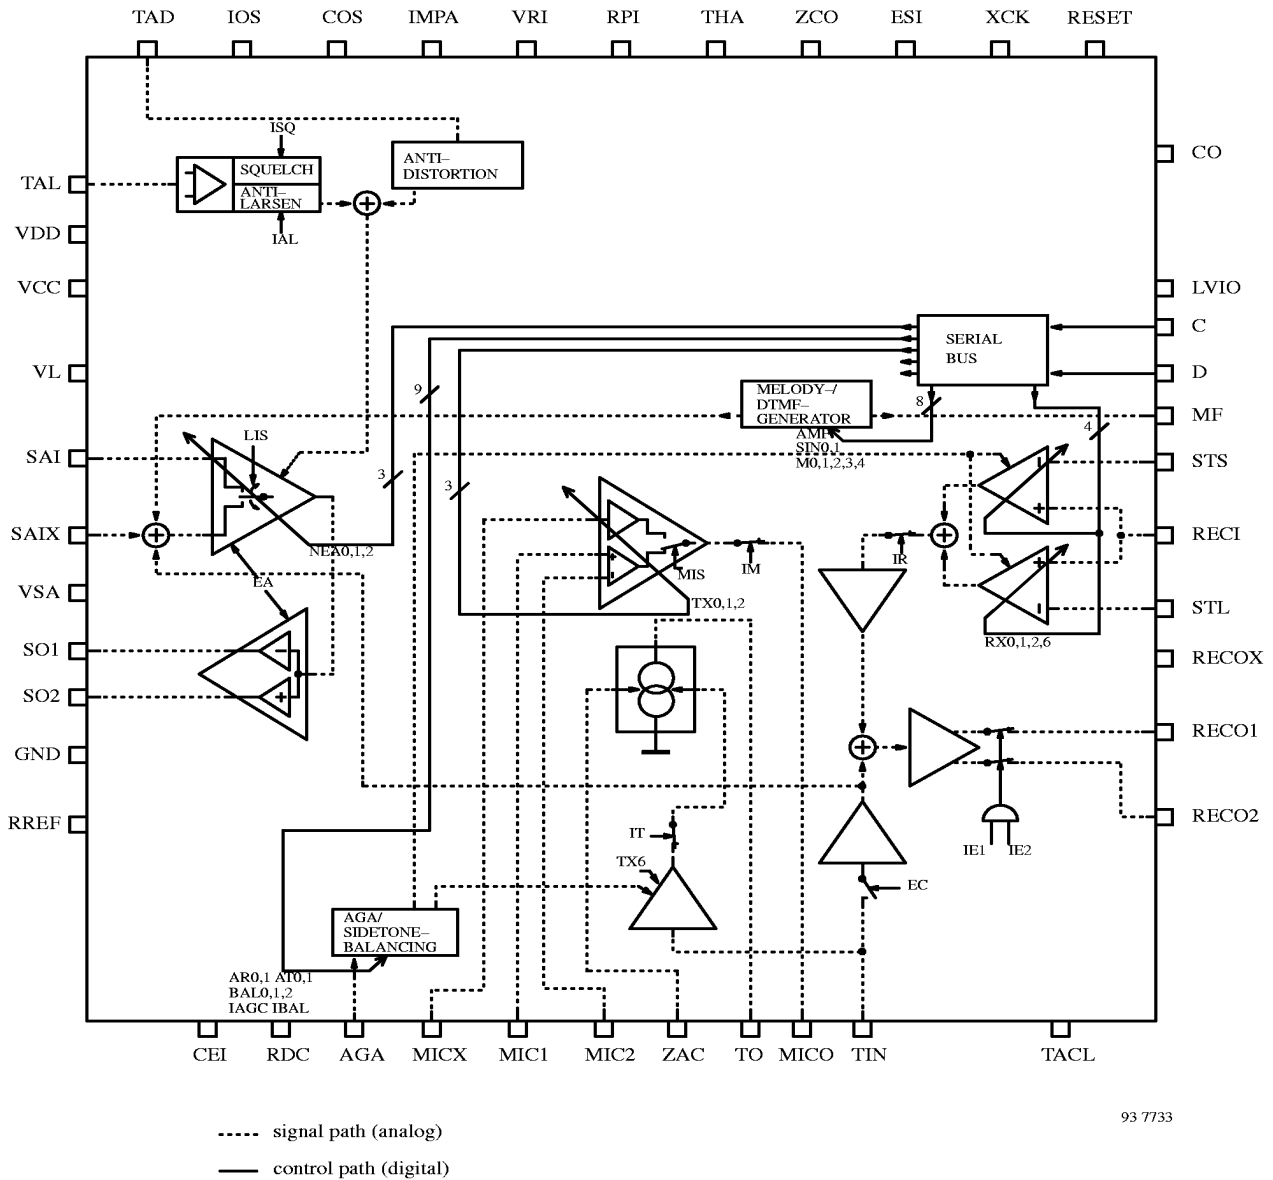 TAD IOS COS IMPA VRI RPI THA ZCO ESI XCK RESET
ISQ
SQUELCH
ANTI–
LARSEN
IAL
ANTI–
DISTORTION
TAL
VDD
VCC
VL
SAI
SAIX
VSA
SO1
SO2
GND
RREF
CO
LVIO
C
D
MF
STS
RECI
STL
RECOX
RECO1
RECO2
SERIAL
BUS
MELODY–/
DTMF–
GENERATOR
AMF
SIN0,1
M0,1,2,3,4
9
8
4
3
3
LIS
NEA0,1,2
EA
MIS
IM
TX0,1,2
IR
RX0,1,2,6
IT
TX6
EC
IE1 IE2
AGA/
SIDETONE–
BALANCING
AR0,1 AT0,1
BAL0,1,2
IAGC IBAL
CEI RDC AGA MICX MIC1 MIC2 ZAC TO MICO TIN TACL
93 7733
signal path (analog)
control path (digital)